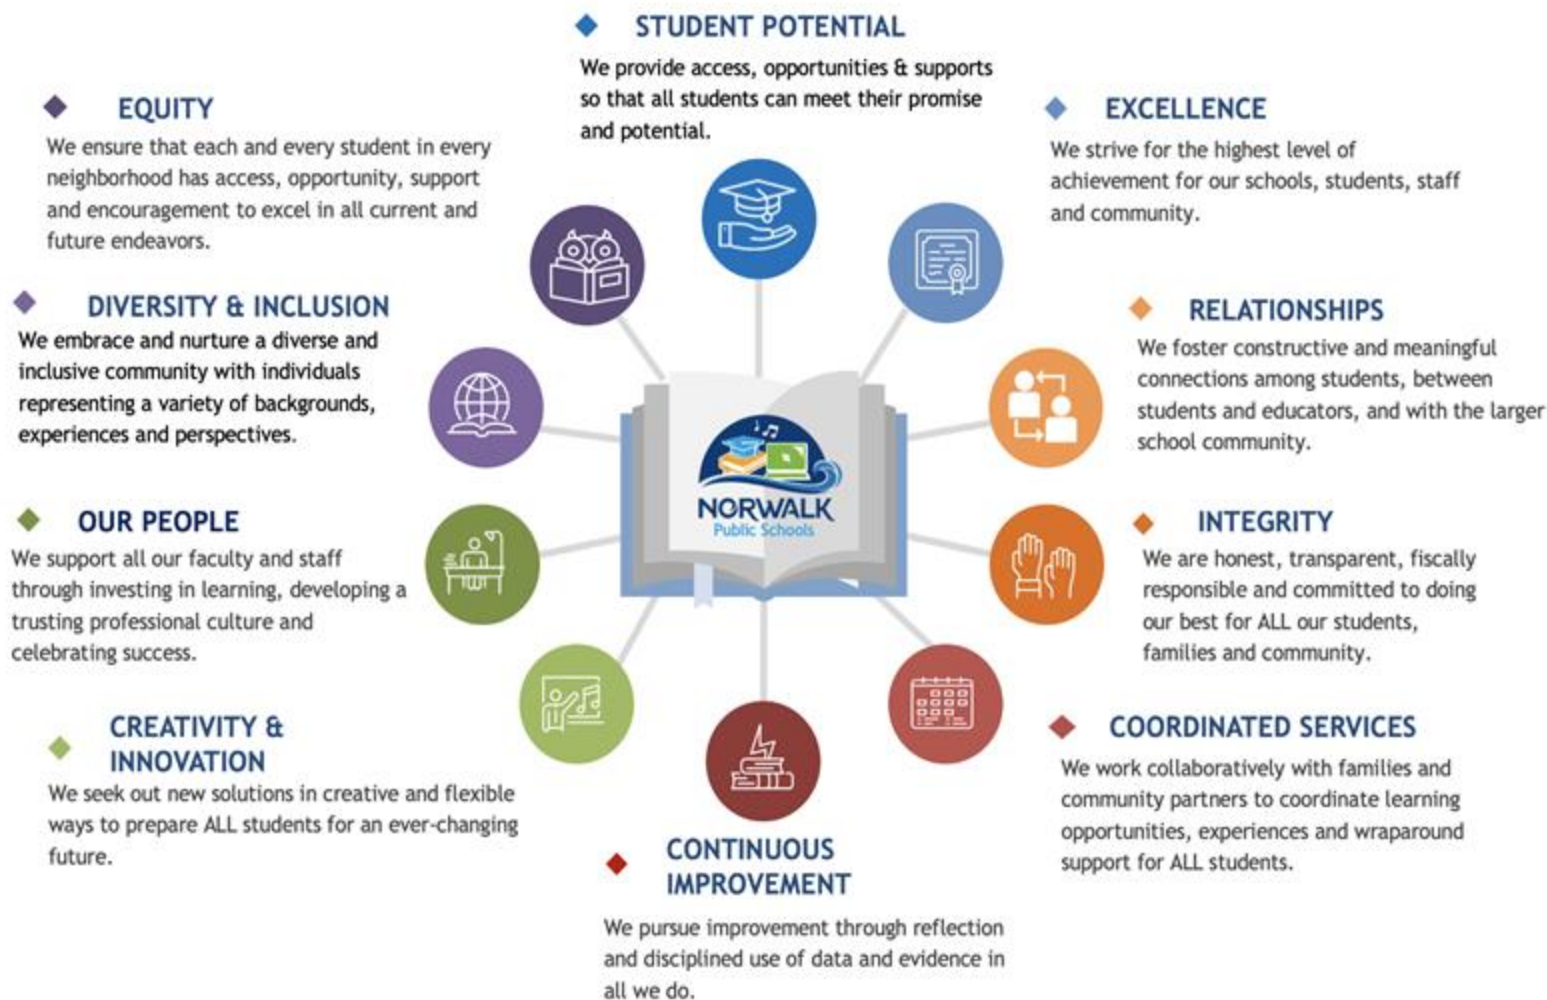 STUDENT POTENTIAL
We provide access, opportunities & supports
so that all students can meet their promise
and potential.
EQUITY
We ensure that each and every student in every
neighborhood has access, opportunity, support
and encouragement to excel in all current and
future endeavors.
EXCELLENCE
We strive for the highest level of
achievement for our schools, students, staff
and community.
DIVERSITY & INCLUSION
We embrace and nurture a diverse and
inclusive community with individuals
representing a variety of backgrounds,
experiences and perspectives.
RELATIONSHIPS
We foster constructive and meaningful
connections among students, between
students and educators, and with the larger
school community.
NORWALK
Public Schools
OUR PEOPLE
We support all our faculty and staff
through investing in learning, developing a
trusting professional culture and
celebrating success.
INTEGRITY
We are honest, transparent, fiscally
responsible and committed to doing
our best for ALL our students,
families and community.
CREATIVITY &
INNOVATION
We seek out new solutions in creative and flexible
ways to prepare ALL students for an ever-changing
future.
COORDINATED SERVICES
We work collaboratively with families and
community partners to coordinate learning
opportunities, experiences and wraparound
support for ALL students.
CONTINUOUS
IMPROVEMENT
We pursue improvement through reflection
and disciplined use of data and evidence in
all we do.